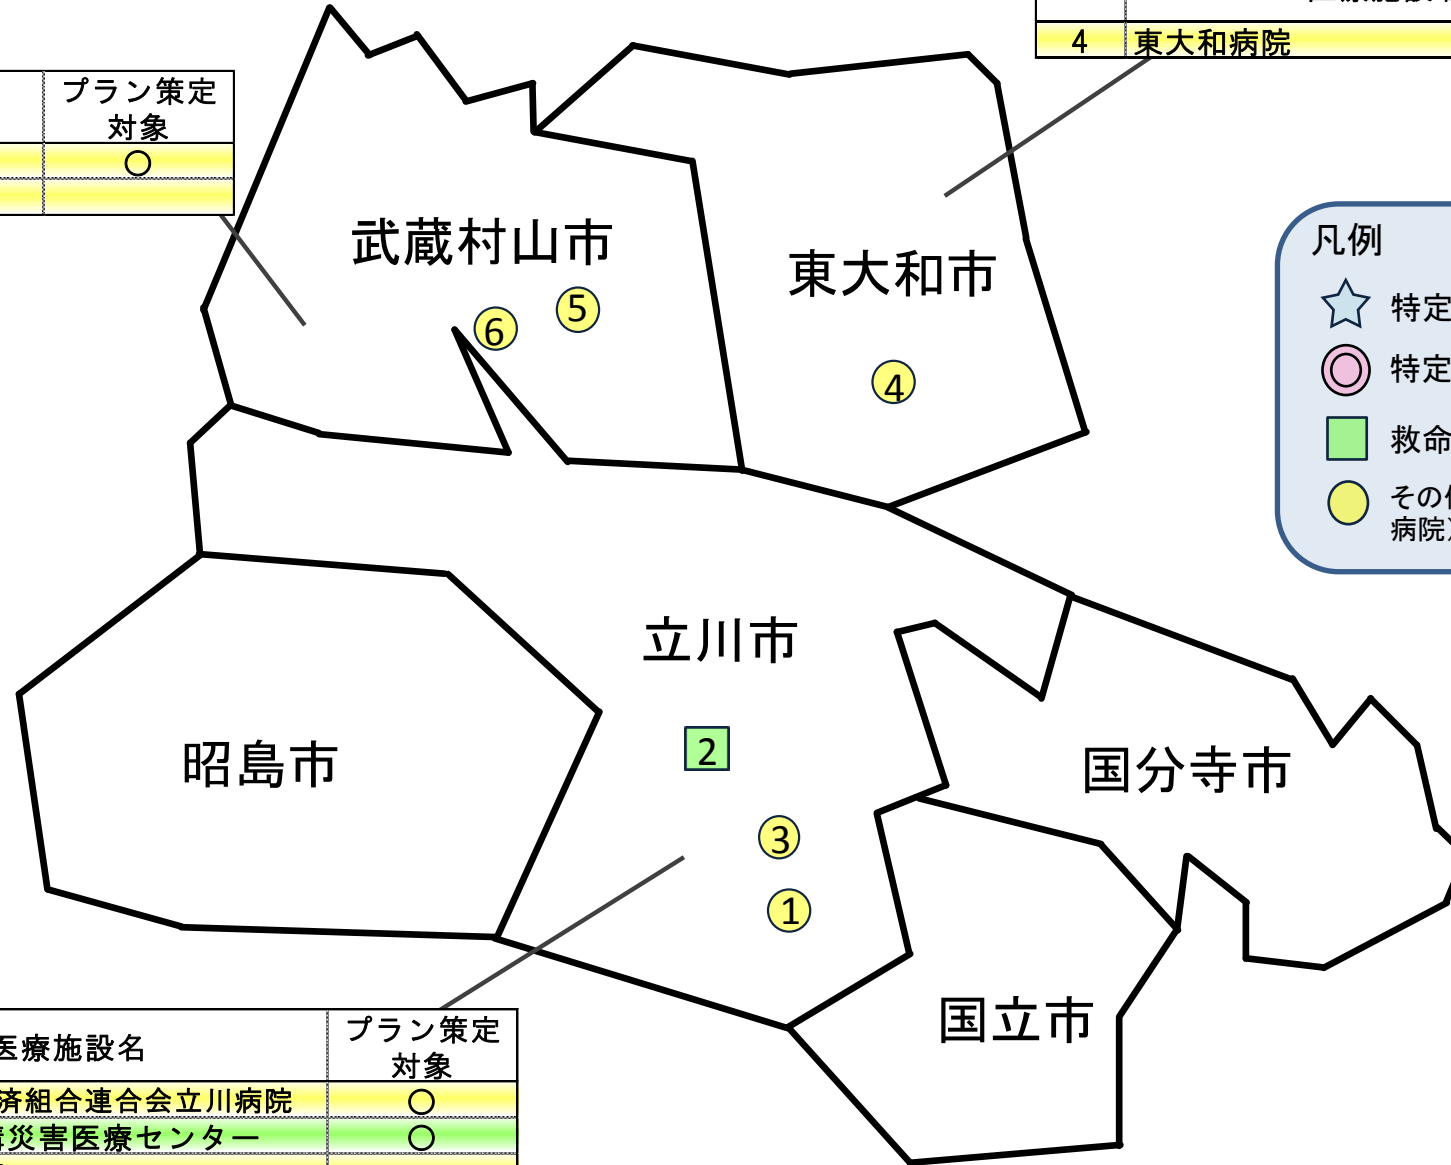 4 東大和病院
プラン策定
対象
○
武蔵村山市
東大和市
5
6
4
凡例
特定
特定
救命
その
病院
立川市
2
昭島市
国分寺市
3
1
国立市
医療施設名
プラン策定
対象
済組合連合会立川病院 ○
災害医療センター ○